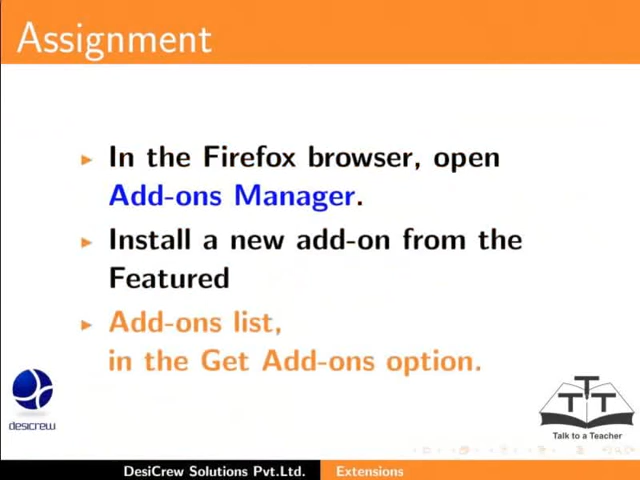 Assignment
In the Firefox browser, open
Add-ons Manager.
Install a new add-on from the
Featured
Add-ons list,
in the Get Add-ons option.
desicrew
TTT
Talk to a Teacher
DesiCrew Solutions Pvt.Ltd.
Extensions